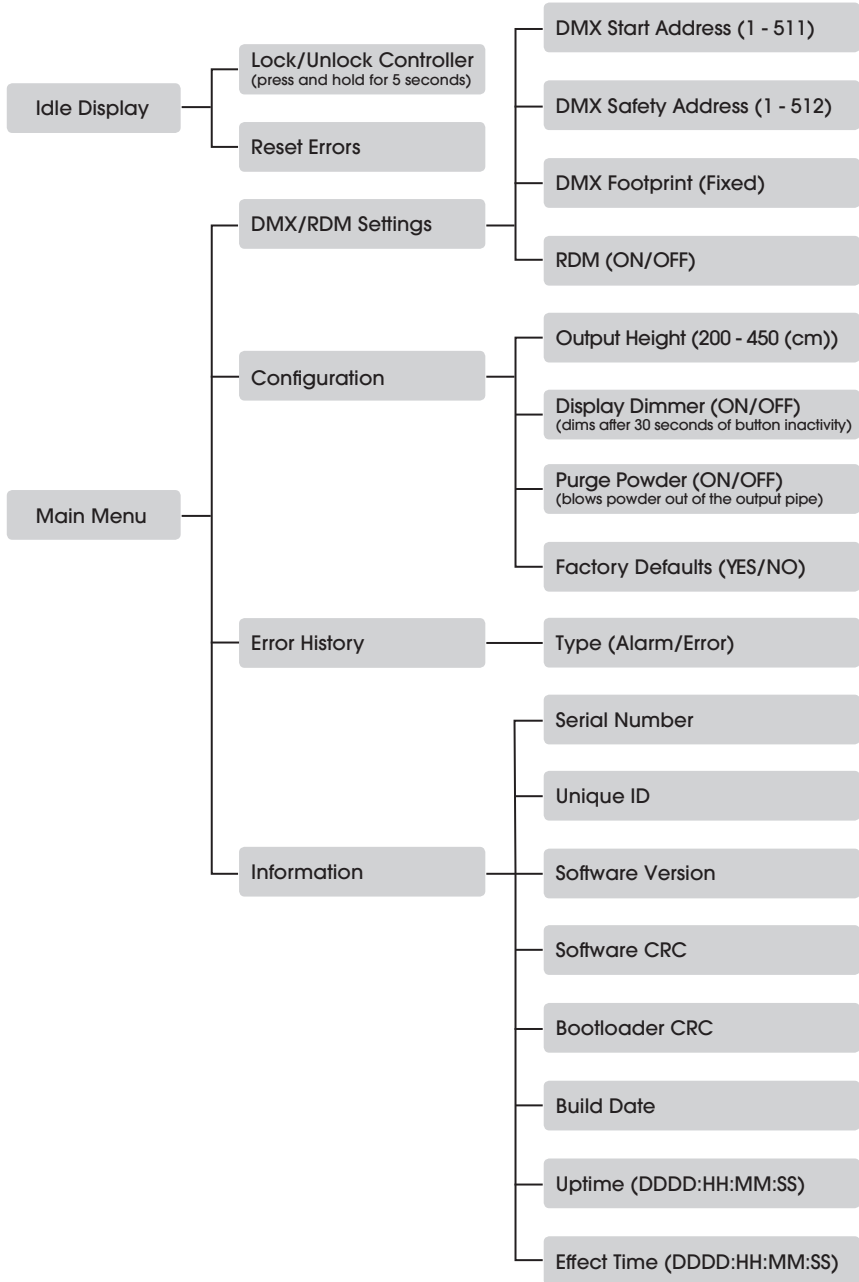 Idle Display
Lock/Unlock Controller
(press and hold for 5 seconds)
Reset Errors
Main Menu
DMX/RDM Settings
DMX Start Address (1 - 511)
DMX Safety Address (1 - 512)
DMX Footprint (Fixed)
RDM (ON/OFF)
Configuration
Output Height (200 - 450 (cm))
Display Dimmer (ON/OFF)
(dims after 30 seconds of button inactivity)
Purge Powder (ON/OFF)
(blows powder out of the output pipe)
Factory Defaults (YES/NO)
Error History
Type (Alarm/Error)
Information
Serial Number
Unique ID
Software Version
Software CRC
Bootloader CRC
Build Date
Uptime (DDDD:HH:MM:SS)
Effect Time (DDDD:HH:MM:SS)